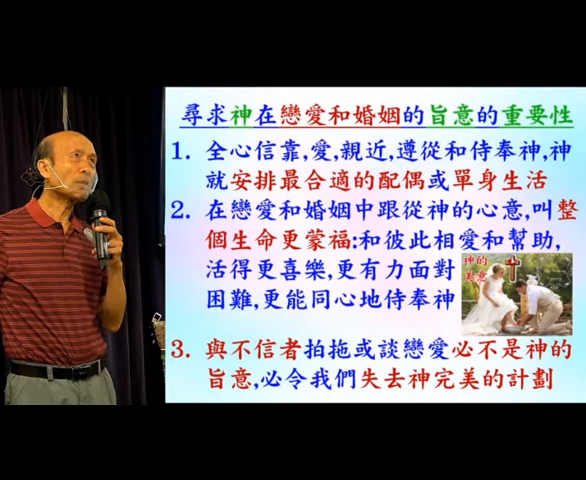 尋求神在戀愛和婚姻的旨意的重要性
1. 全心信靠,愛,親近,遵從和侍奉神,神
就安排最合適的配偶或單身生活
2. 在戀愛和婚姻中跟從神的心意,叫整
個生命更蒙福:和彼此相愛和幫助,
活得更喜樂,更有力面對
困難,更能同心地侍奉神
神的
美意
3. 與不信者拍拖或談戀愛必不是神的
旨意,必令我們失去神完美的計劃